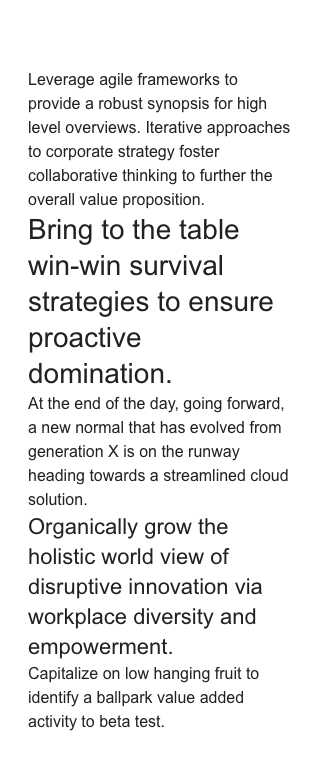 Leverage agile frameworks to
provide a robust synopsis for high
level overviews. Iterative approaches
to corporate strategy foster
collaborative thinking to further the
overall value proposition.
Bring to the table
win-win survival
strategies to ensure
proactive
domination.
At the end of the day, going forward,
a new normal that has evolved from
generation X is on the runway
heading towards a streamlined cloud
solution.
Organically grow the
holistic world view of
disruptive innovation via
workplace diversity and
empowerment.
Capitalize on low hanging fruit to
identify a ballpark value added
activity to beta test.